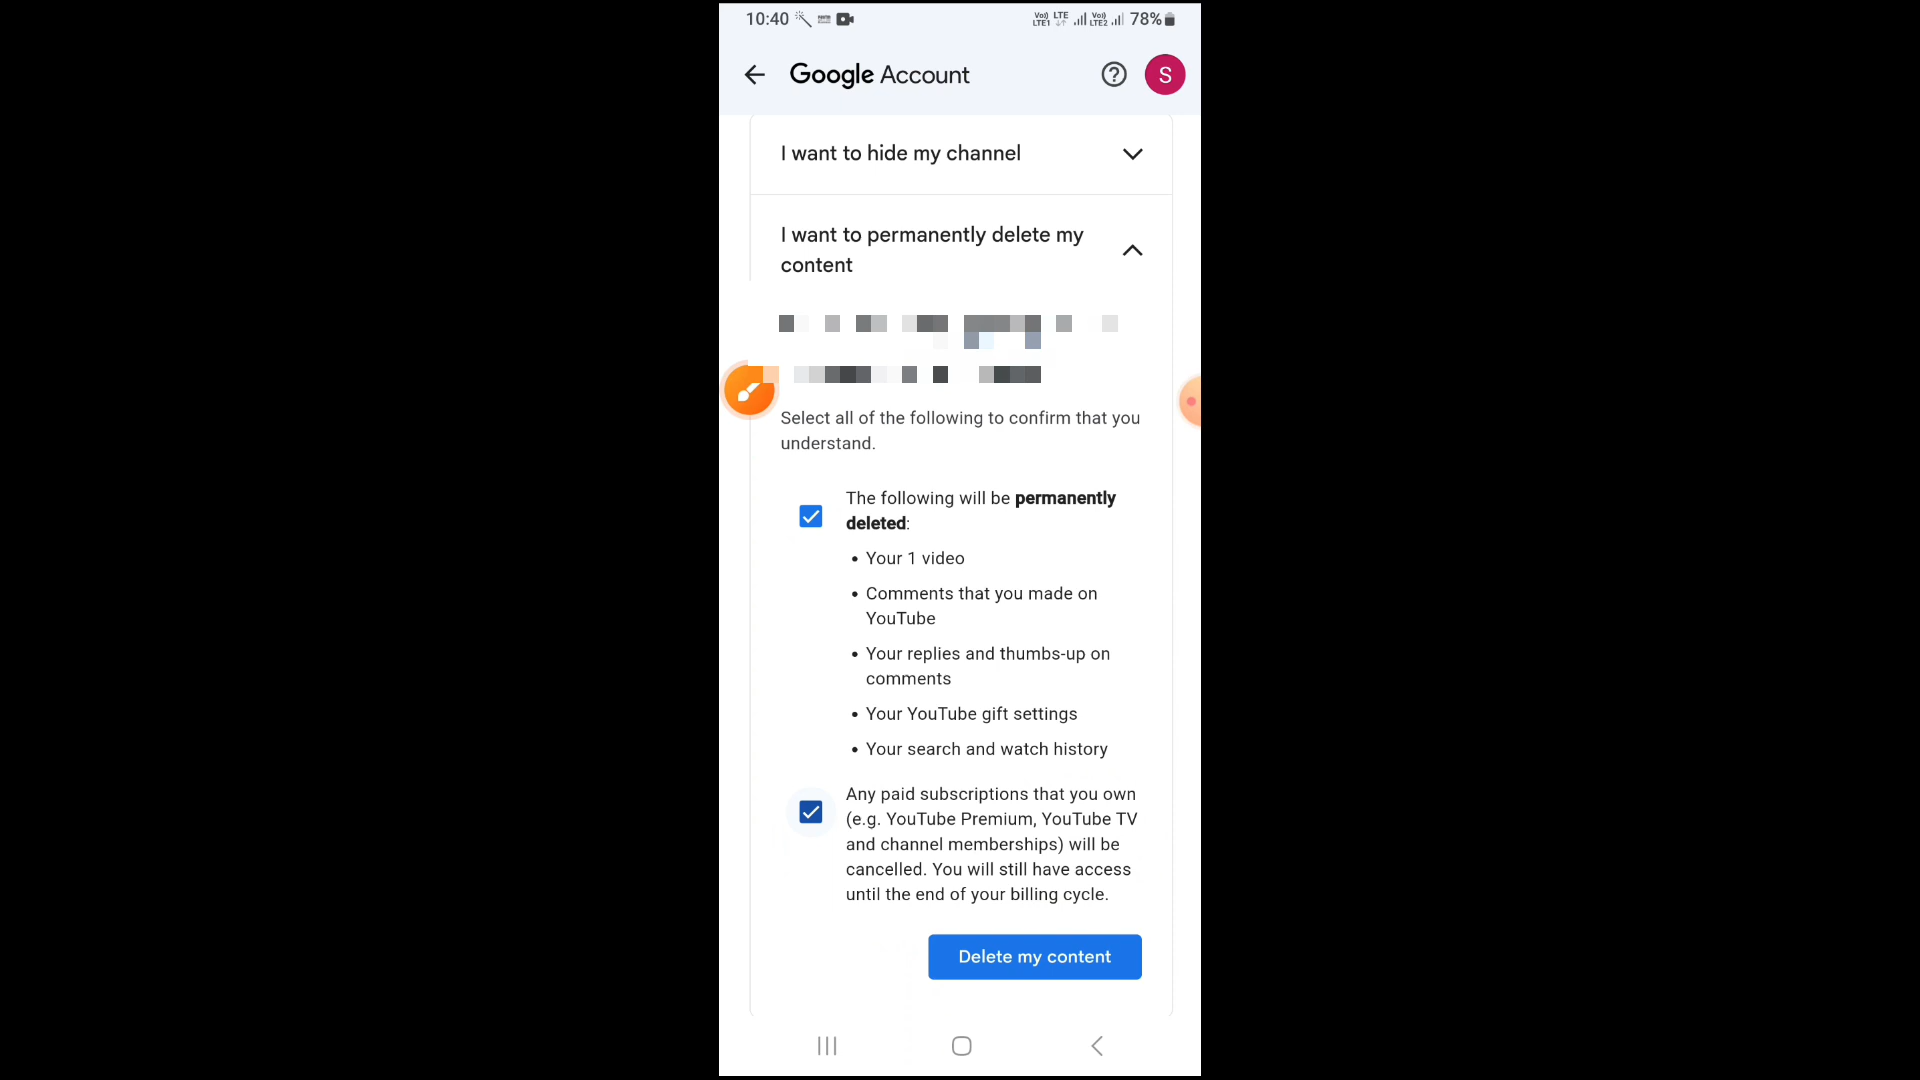 10:40 78%
Google Account S
I want to hide my channel
I want to permanently delete my
content
Select all of the following to confirm that you
understand.
The following will be permanently
deleted:
• Your 1 video
• Comments that you made on
YouTube
• Your replies and thumbs-up on
comments
• Your YouTube gift settings
• Your search and watch history
Any paid subscriptions that you own
(e.g. YouTube Premium, YouTube TV
and channel memberships) will be
cancelled. You will still have access
until the end of your billing cycle.
Delete my content